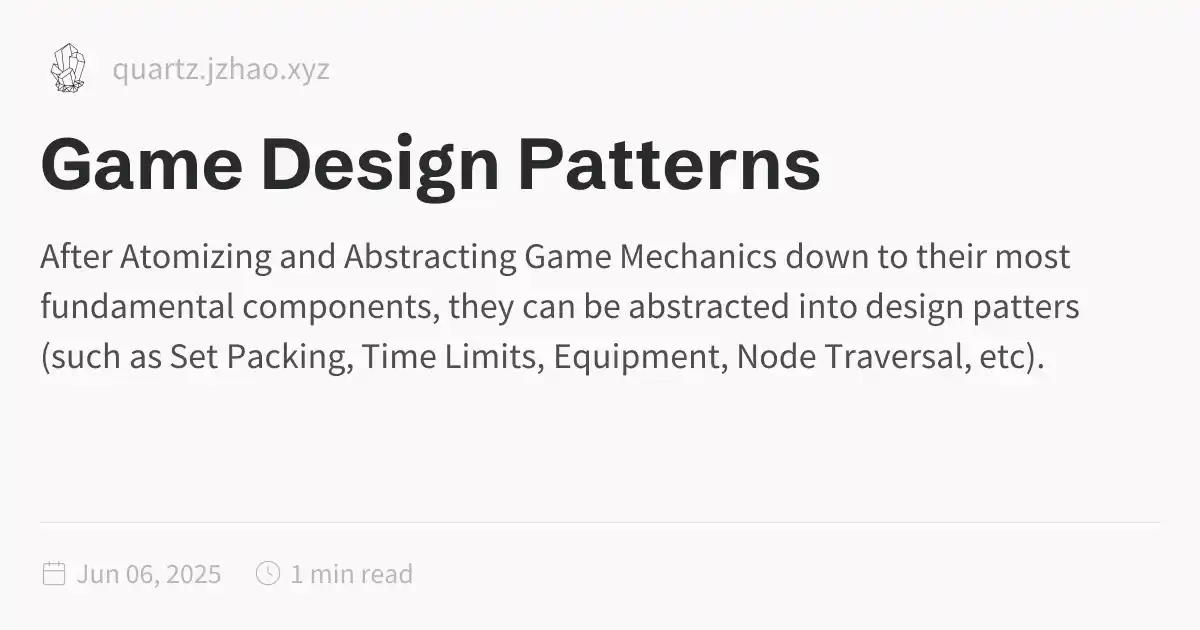 quartz.jzhao.xyz
Game Design Patterns
After Atomizing and Abstracting Game Mechanics down to their most
fundamental components, they can be abstracted into design patters
(such as Set Packing, Time Limits, Equipment, Node Traversal, etc).
Jun 06, 2025 1 min read